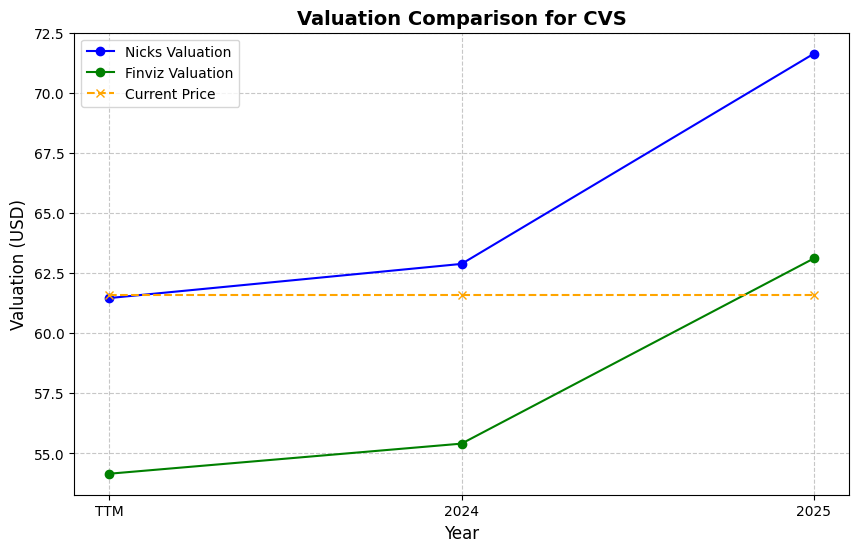 Valuation Comparison for CVS
Nicks Valuation
Finviz Valuation
Current Price
Valuation (USD)
72.5
70.0
67.5
65.0
62.5
60.0
57.5
55.0
TTM
2024
2025
Year